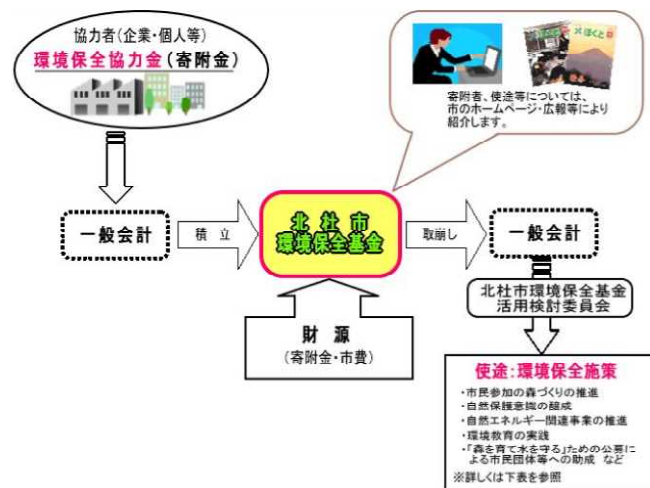 協力者(企業・個人等)
環境保全協力金(寄附金)
寄附者、使途等については、
市のホームページ・広報等により
紹介します。
一般会計
積 立
北 杜 市
環境保全基金
取崩し
一般会計
北杜市環境保全基金
活用検討委員会
財 源
(寄附金・市費)
使途:環境保全施策
・市民参加の森づくりの推進
・自然保護意識の醸成
・自然エネルギー関連事業の推進
・環境教育の実践
・「森を育て水を守る」ための公募に
よる市民団体等への助成 など
※詳しくは下表を参照